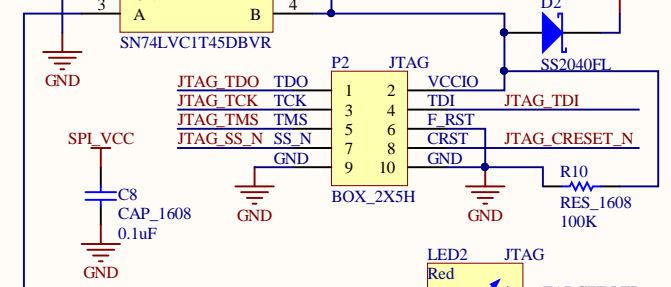 3 A B 4
D2
SN74LVC1T45DBVR
SS2040FL
GND
P2 JTAG
JTAG_TDO TDO 1 2 VCCIO
JTAG_TCK TCK 3 4 TDI JTAG_TDI
JTAG_TMS TMS 5 6 F_RST
JTAG_SS_N SS_N 7 8 CRST JTAG_CRESET_N
GND 9 10 GND
SPI_VCC
R10
RES_1608
100K
C8
CAP_1608
0.1uF
BOX_2X5H
GND
GND
GND
LED2 JTAG
Red